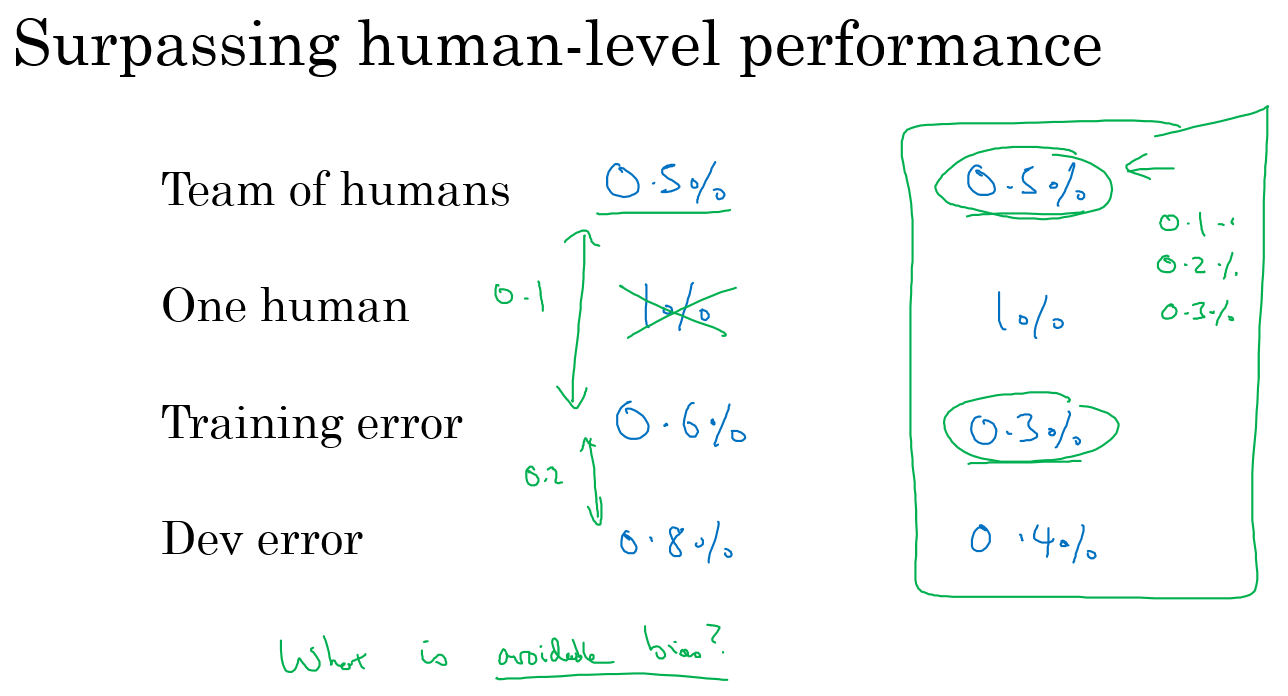 Surpassing human-level performance
Team of humans 0.5% 0.5%
0.1
0.2%
0.3%
One human 1% 1%
0.1
Training error 0.6% 0.3%
0.2
Dev error 0.8% 0.4%
What is avoidable bias?